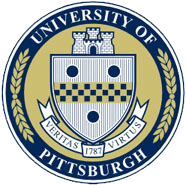 UNIVERSITY OF
VERITAS 1787 VIRTUS
PITTSBURGH